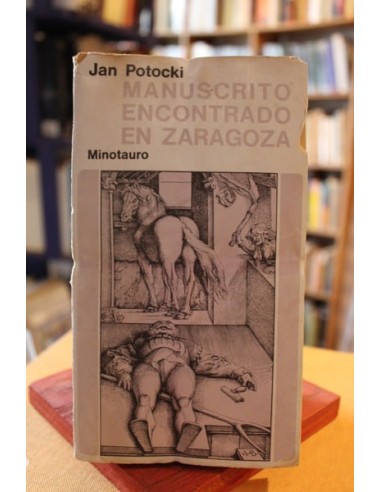 Jan Potocki
MANUSCRITO
ENCONTRADO
EN ZARAGOZA
Minotauro